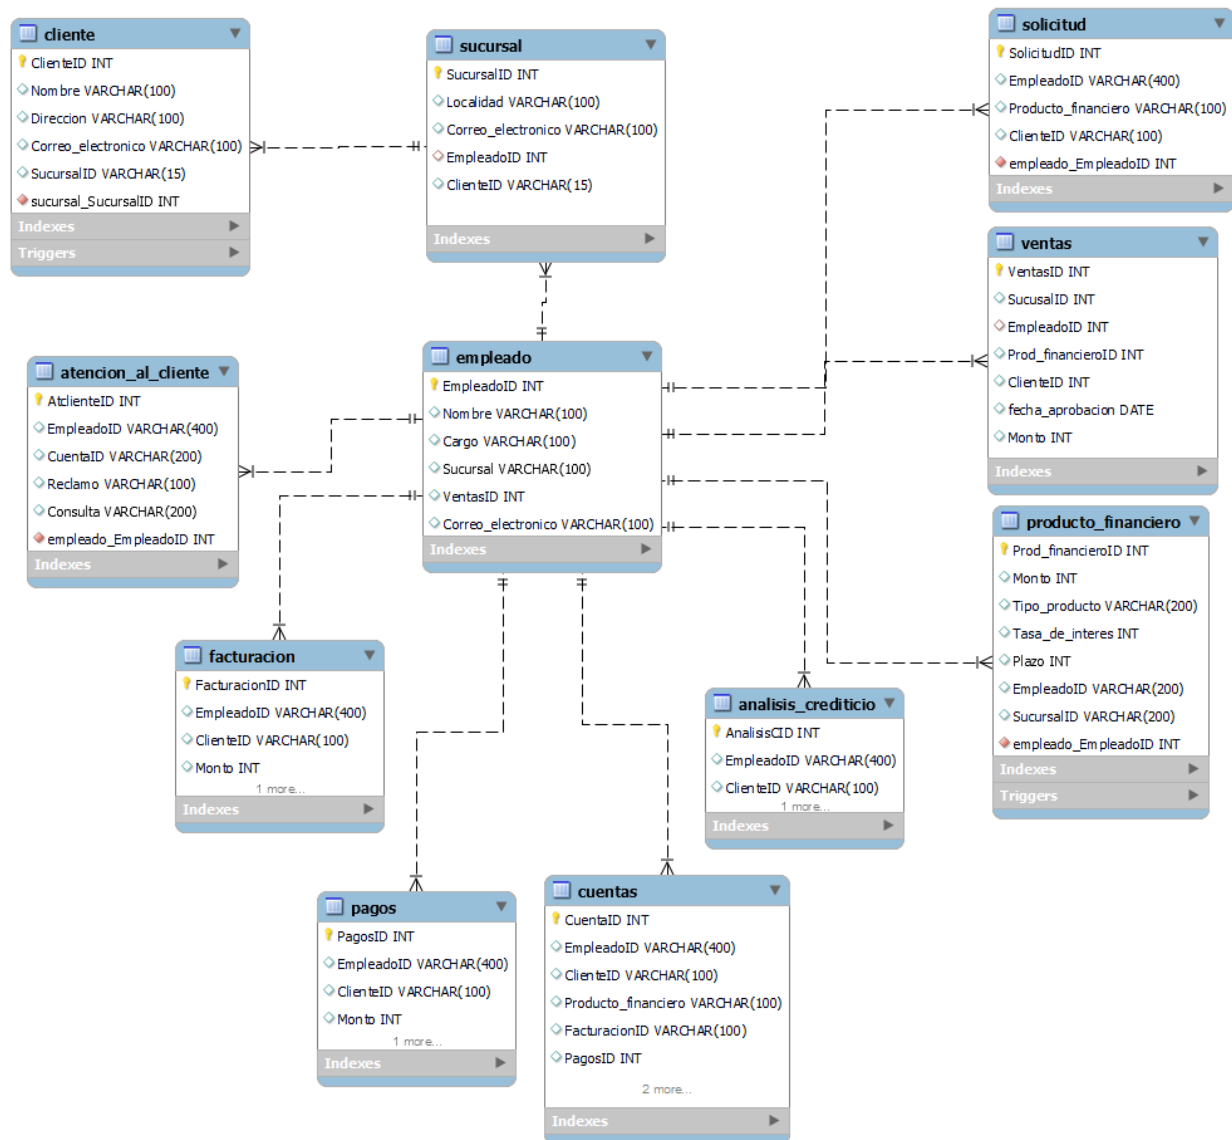 cliente
ClienteID INT
Nombre VARCHAR(100)
Direccion VARCHAR(100)
Correo_electronico VARCHAR(100)
SucursalID VARCHAR(15)
sucursal_SucursalID INT
Indexes
Triggers
sucursal
SucursalID INT
Localidad VARCHAR(100)
Correo_electronico VARCHAR(100)
EmpleadoID INT
ClienteID VARCHAR(15)
Indexes
solicitud
SolicitudID INT
EmpleadoID VARCHAR(400)
Producto_financiero VARCHAR(100)
ClienteID VARCHAR(100)
empleado_EmpleadoID INT
Indexes
ventas
VentasID INT
SucusalID INT
EmpleadoID INT
Prod_financieroID INT
ClienteID INT
fecha_aprobacion DATE
Monto INT
Indexes
atencion_al_cliente
AtclienteID INT
EmpleadoID VARCHAR(400)
CuentaID VARCHAR(200)
Reclamo VARCHAR(100)
Consulta VARCHAR(200)
empleado_EmpleadoID INT
Indexes
empleado
EmpleadoID INT
Nombre VARCHAR(100)
Cargo VARCHAR(100)
Sucursal VARCHAR(100)
VentasID INT
Correo_electronico VARCHAR(100)
Indexes
producto_financiero
Prod_financieroID INT
Monto INT
Tipo_producto VARCHAR(200)
Tasa_de_interes INT
Plazo INT
EmpleadoID VARCHAR(200)
SucursalID VARCHAR(200)
empleado_EmpleadoID INT
Indexes
Triggers
facturacion
FacturacionID INT
EmpleadoID VARCHAR(400)
ClienteID VARCHAR(100)
Monto INT
1 more...
Indexes
analisis_crediticio
AnalisisCID INT
EmpleadoID VARCHAR(400)
ClienteID VARCHAR(100)
1 more...
Indexes
pagos
PagosID INT
EmpleadoID VARCHAR(400)
ClienteID VARCHAR(100)
Monto INT
1 more...
Indexes
cuentas
CuentaID INT
EmpleadoID VARCHAR(400)
ClienteID VARCHAR(100)
Producto_financiero VARCHAR(100)
FacturacionID VARCHAR(100)
PagosID INT
2 more...
Indexes